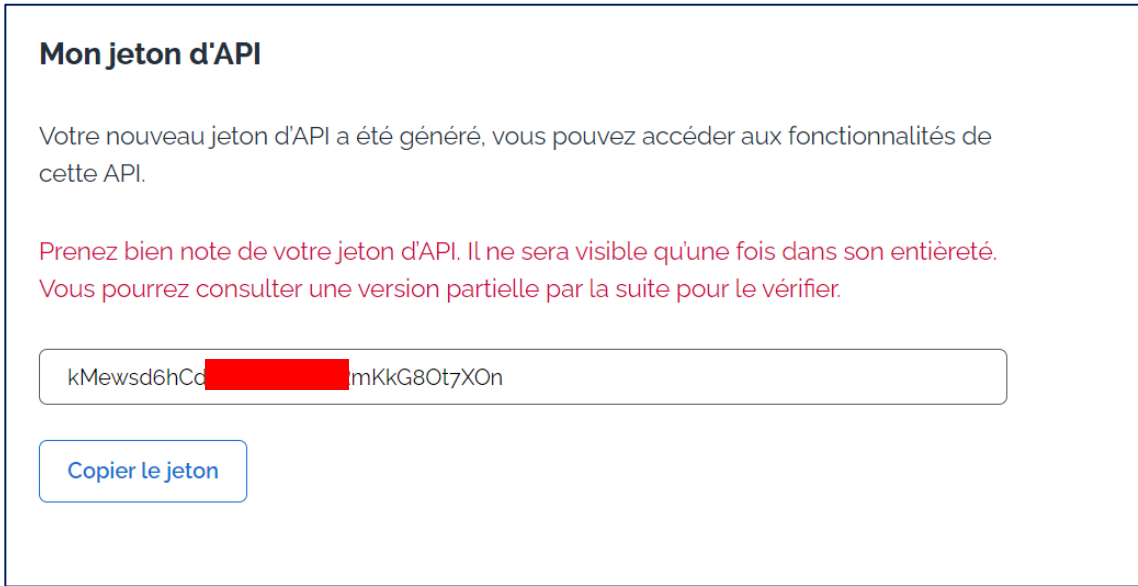 Mon jeton d'API
Votre nouveau jeton d’API a été généré, vous pouvez accéder aux fonctionnalités de
cette API.
Prenez bien note de votre jeton d’API. Il ne sera visible qu’une fois dans son entièreté.
Vous pourrez consulter une version partielle par la suite pour le vérifier.
kMewsd6hCd mKkG8Ot7XOn
Copier le jeton